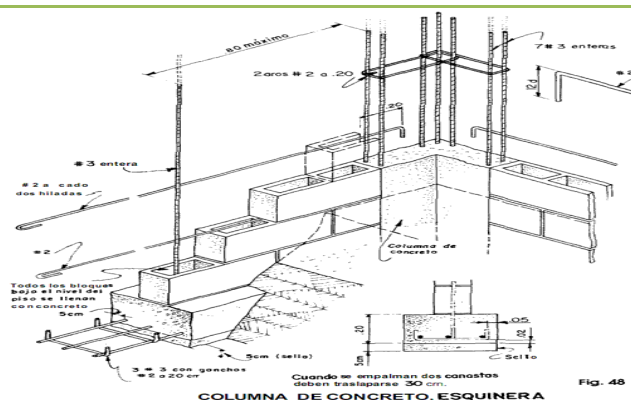 80 máximo
7 # 3 enteras
2 aros # 2 a .20
12 d
.20
# 3 entera
# 2 a cada
dos hiladas
# 2
Columna de
concreto
Todos los bloques
bajo el nivel del
piso se llenan
con concreto
5cm
5cm (sello)
3 # 3 con ganchos
# 2 a 20 cm
.20
5cm
.05
.02
Sello
Cuando se empalman dos canastas
deben traslaparse 30 cm.
Fig. 48
COLUMNA DE CONCRETO. ESQUINERA